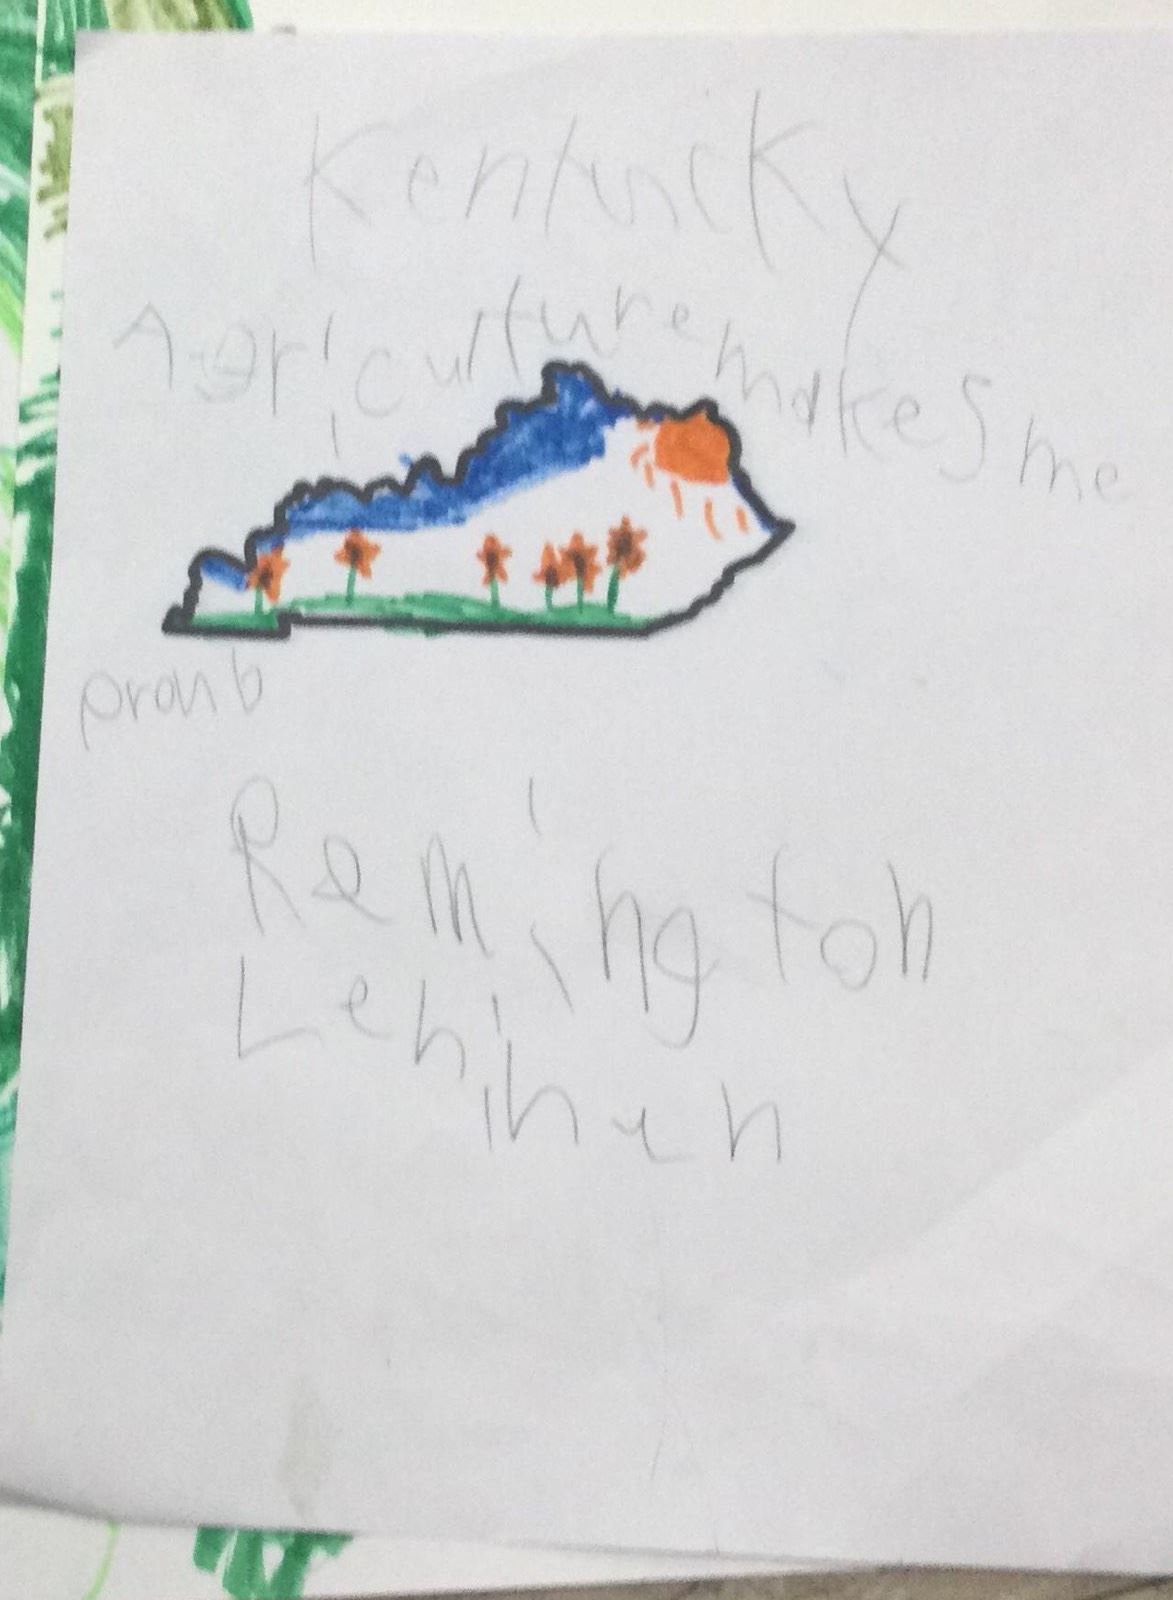 Kentucky
Agriculture makes me
proub
Remington
Lenihan